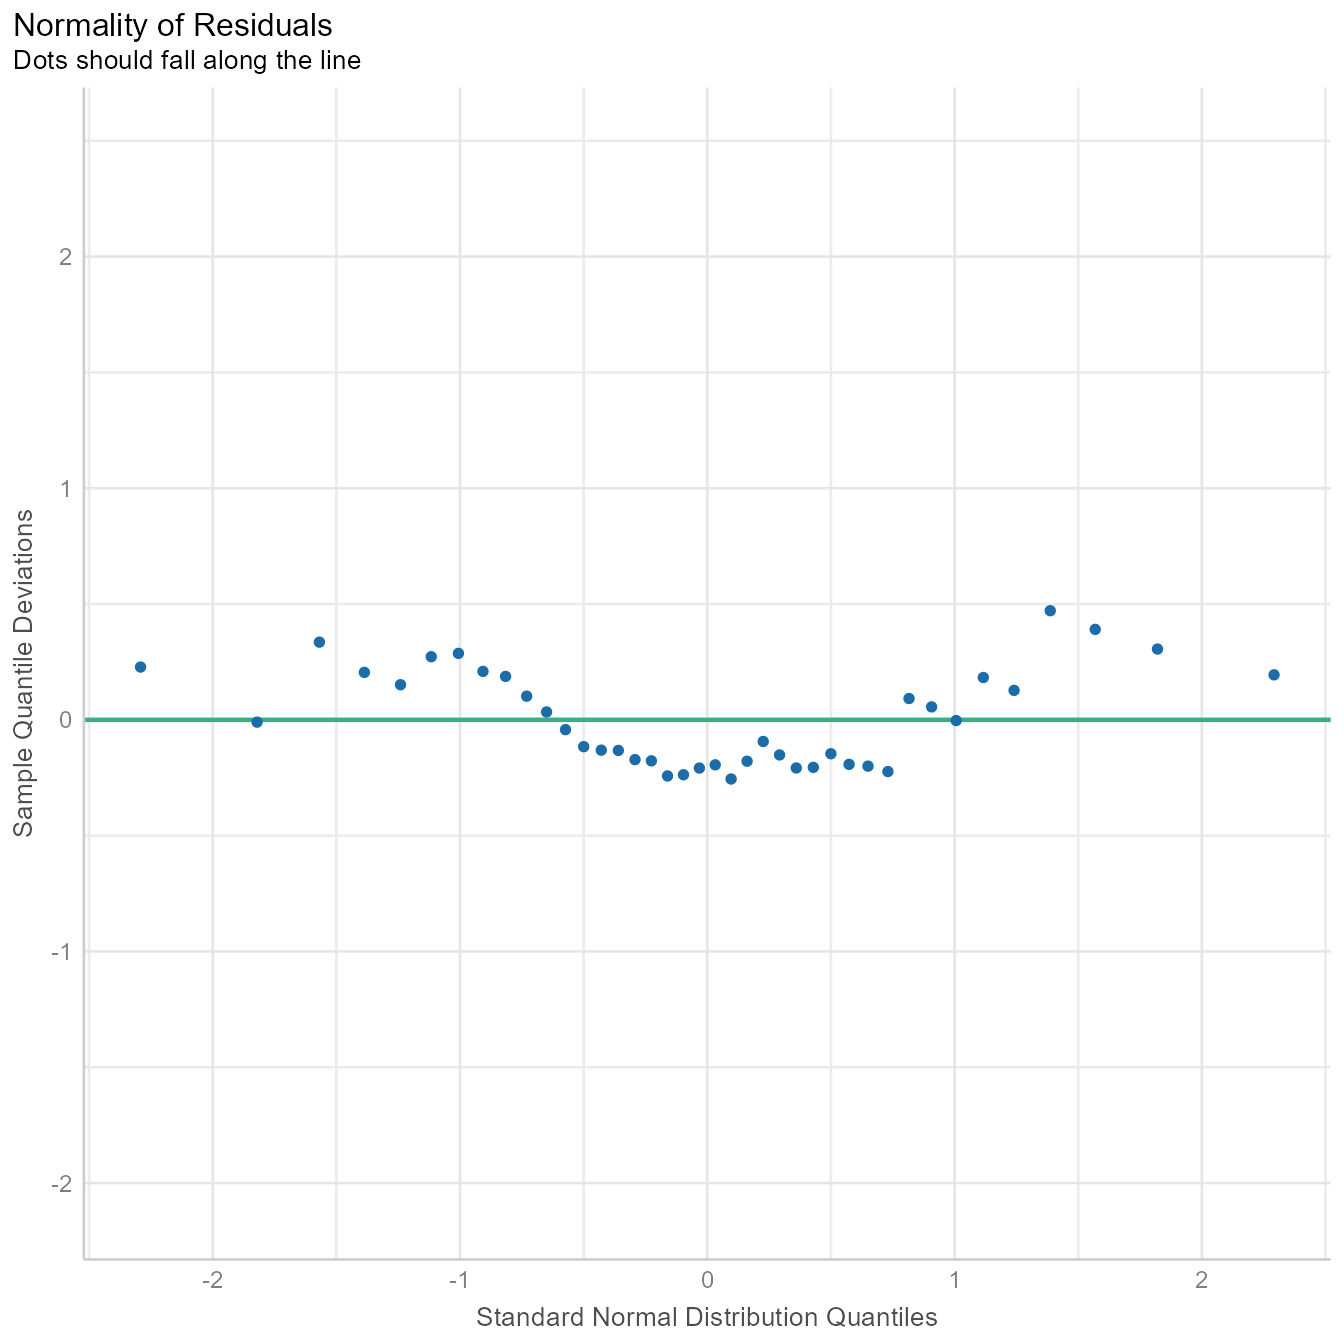 Normality of Residuals
Dots should fall along the line
Sample Quantile Deviations
2
1
0
-1
-2
-2
-1
0
1
2
Standard Normal Distribution Quantiles